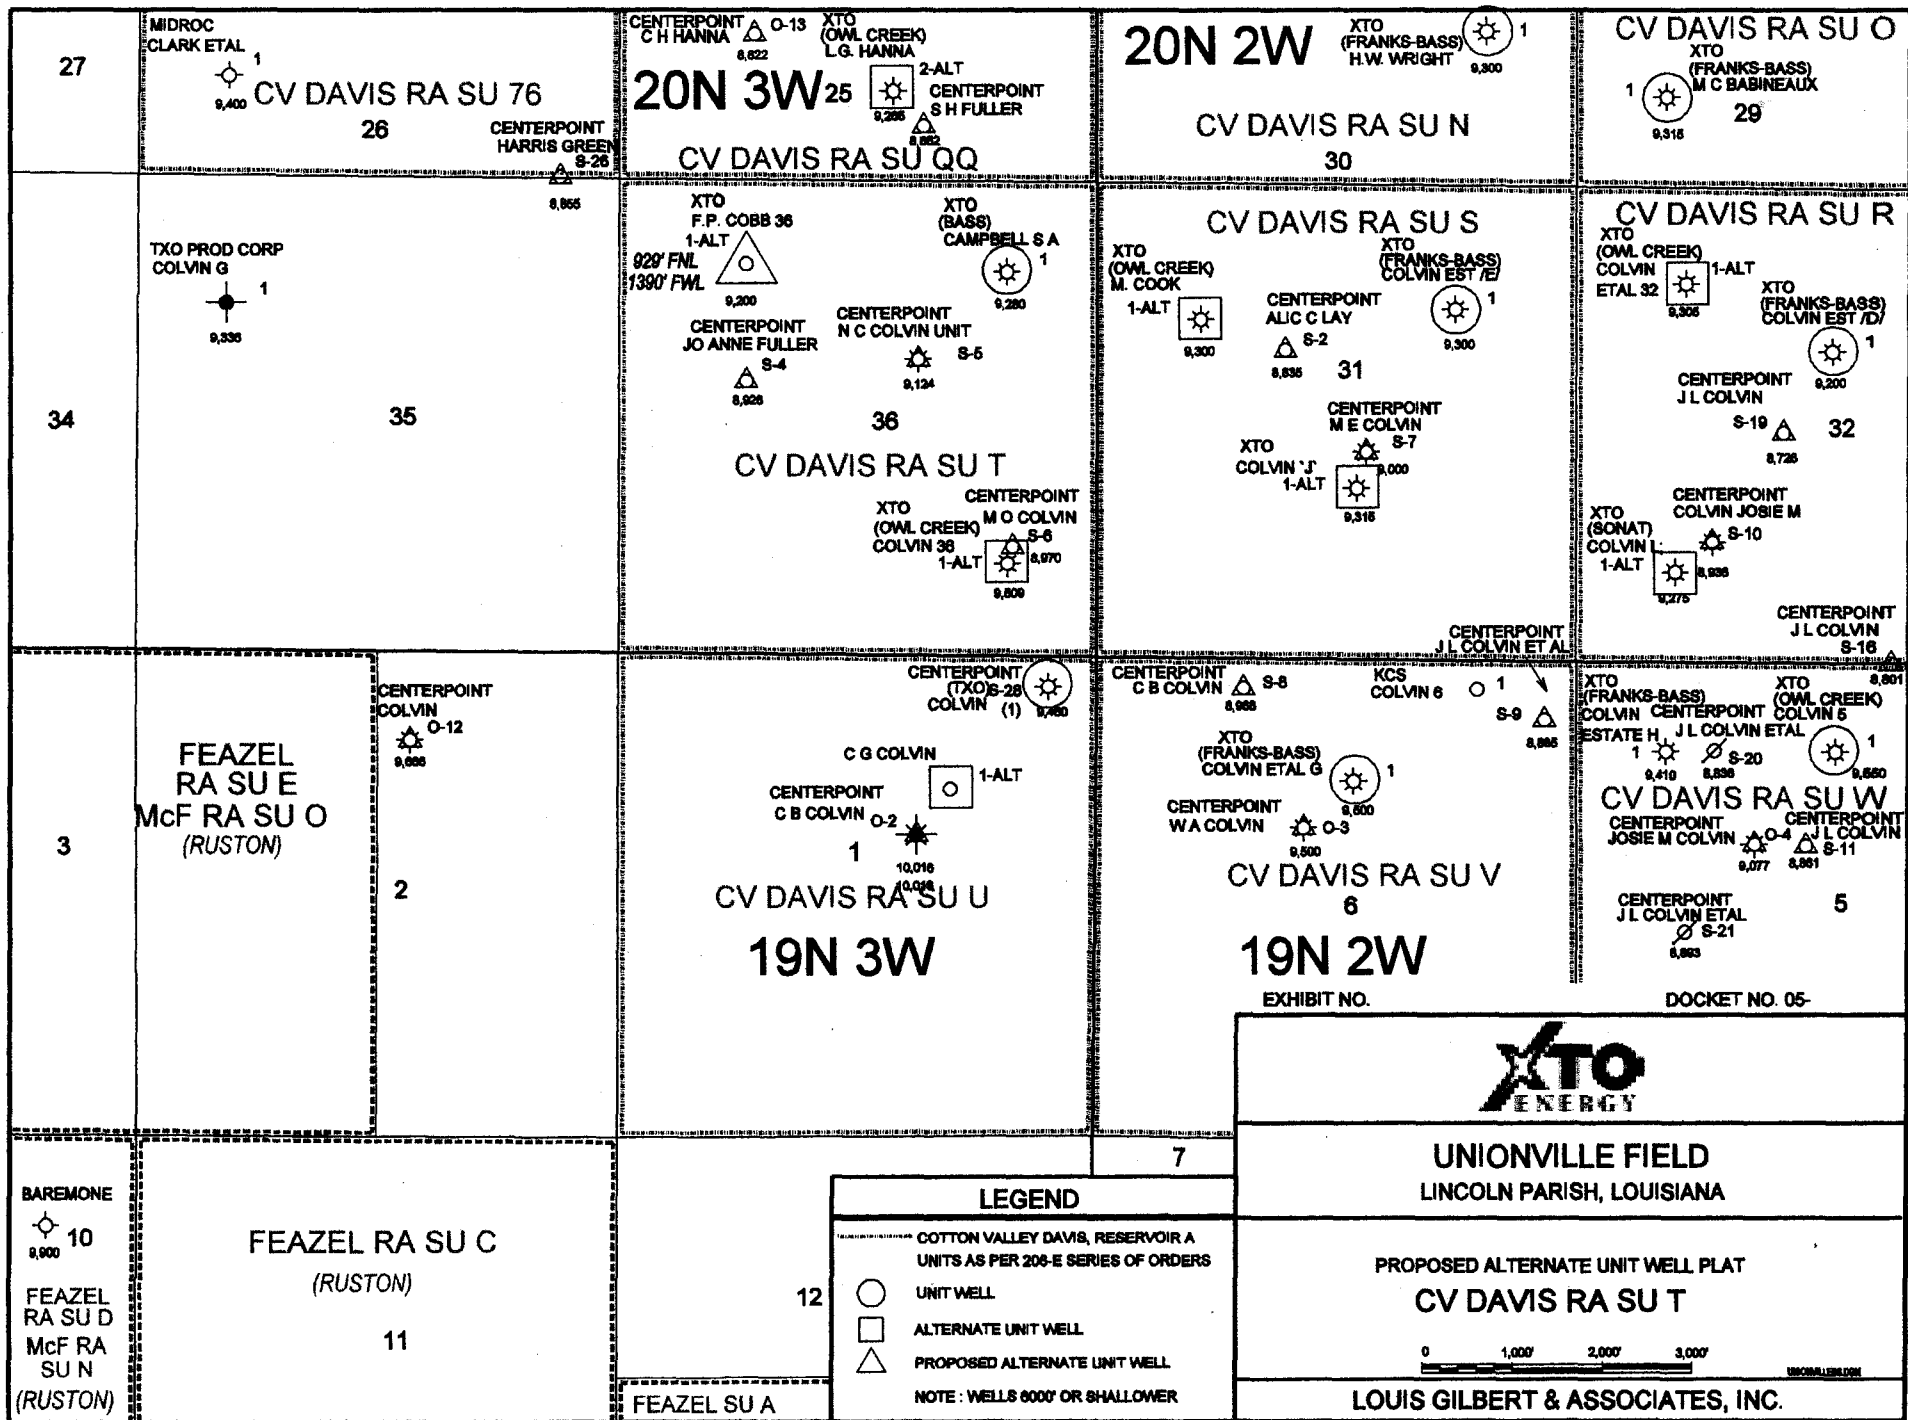 27
MIDROC
CLARK ETAL
1
9,400
CV DAVIS RA SU 76
26
CENTERPOINT
HARRIS GREEN
S-26
8,855
CENTERPOINT
C H HANNA
O-13
8,622
XTO
(OWL CREEK)
L.G. HANNA
20N 3W
25
2-ALT
9,266
CENTERPOINT
S H FULLER
8,862
CV DAVIS RA SU QQ
20N 2W
XTO
(FRANKS-BASS)
H.W. WRIGHT
1
9,300
CV DAVIS RA SU N
30
CV DAVIS RA SU O
XTO
(FRANKS-BASS)
M C BABINEAUX
1
29
9,315
34
TXO PROD CORP
COLVIN G
1
9,336
35
XTO
F.P. COBB 36
1-ALT
929' FNL
1390' FWL
9,200
XTO
(BASS)
CAMPBELL S A
1
9,280
CENTERPOINT
JO ANNE FULLER
S-4
8,926
CENTERPOINT
N C COLVIN UNIT
S-5
9,124
36
CV DAVIS RA SU T
XTO
(OWL CREEK)
COLVIN 36
1-ALT
CENTERPOINT
M O COLVIN
S-6
8,970
9,609
CV DAVIS RA SU S
XTO
(OWL CREEK)
M. COOK
1-ALT
9,300
CENTERPOINT
ALIC C LAY
S-2
8,835
XTO
(FRANKS-BASS)
COLVIN EST /E/
1
9,300
31
CENTERPOINT
M E COLVIN
S-7
9,000
XTO
COLVIN 'J'
1-ALT
9,315
CENTERPOINT
J L COLVIN ET AL
CV DAVIS RA SU R
XTO
(OWL CREEK)
COLVIN
ETAL 32
1-ALT
9,305
XTO
(FRANKS-BASS)
COLVIN EST /D/
1
9,200
CENTERPOINT
J L COLVIN
S-19
8,726
32
CENTERPOINT
COLVIN JOSIE M
S-10
8,936
XTO
(SONAT)
COLVIN L
1-ALT
9,275
CENTERPOINT
J L COLVIN
S-16
8,801
3
FEAZEL
RA SU E
McF RA SU O
(RUSTON)
CENTERPOINT
COLVIN
O-12
9,666
2
CENTERPOINT
(TXO)S-28
COLVIN (1)
9,460
C G COLVIN
1-ALT
CENTERPOINT
C B COLVIN
O-2
1
10,016
10,016
CV DAVIS RA SU U
19N 3W
CENTERPOINT
C B COLVIN
S-8
8,966
KCS
COLVIN 6
1
S-9
8,865
XTO
(FRANKS-BASS)
COLVIN ETAL G
1
9,500
CENTERPOINT
W A COLVIN
O-3
9,500
CV DAVIS RA SU V
6
19N 2W
XTO
(FRANKS-BASS)
COLVIN
ESTATE H
1
9,410
CENTERPOINT
J L COLVIN ETAL
S-20
8,836
XTO
(OWL CREEK)
COLVIN 5
1
9,550
CV DAVIS RA SU W
CENTERPOINT
JOSIE M COLVIN
O-4
9,077
CENTERPOINT
J L COLVIN
S-11
8,861
CENTERPOINT
J L COLVIN ETAL
S-21
8,893
5
EXHIBIT NO.
DOCKET NO. 05-
BAREMONE
10
9,900
FEAZEL
RA SU D
McF RA
SU N
(RUSTON)
FEAZEL RA SU C
(RUSTON)
11
12
FEAZEL SU A
7
LEGEND
COTTON VALLEY DAVIS, RESERVOIR A
UNITS AS PER 206-E SERIES OF ORDERS
UNIT WELL
ALTERNATE UNIT WELL
PROPOSED ALTERNATE UNIT WELL
NOTE : WELLS 6000' OR SHALLOWER
XTO
ENERGY
UNIONVILLE FIELD
LINCOLN PARISH, LOUISIANA
PROPOSED ALTERNATE UNIT WELL PLAT
CV DAVIS RA SU T
0 1,000' 2,000' 3,000'
LOUIS GILBERT & ASSOCIATES, INC.